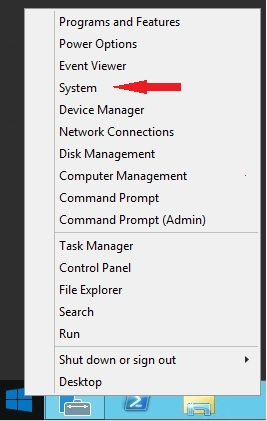 Programs and Features
Power Options
Event Viewer
System
Device Manager
Network Connections
Disk Management
Computer Management
Command Prompt
Command Prompt (Admin)
Task Manager
Control Panel
File Explorer
Search
Run
Shut down or sign out
Desktop